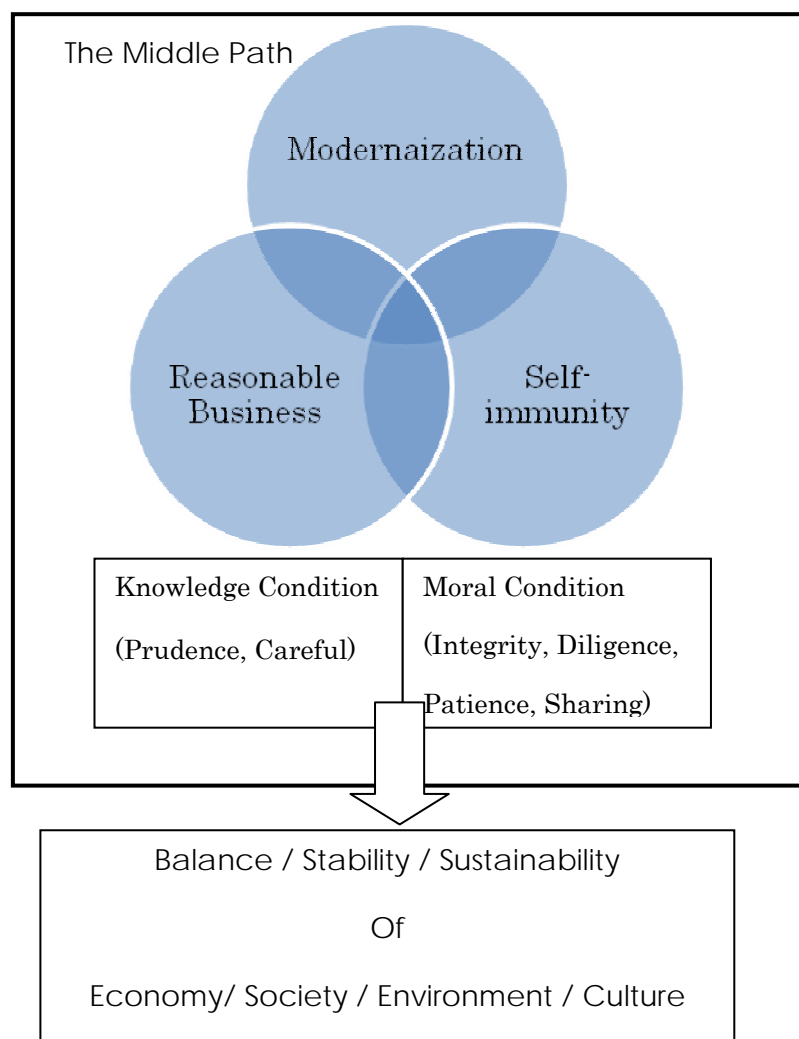 The Middle Path
Modernaization
Reasonable
Business
Self-
immunity
Knowledge Condition
(Prudence, Careful)
Moral Condition
(Integrity, Diligence,
Patience, Sharing)
Balance / Stability / Sustainability
Of
Economy/ Society / Environment / Culture